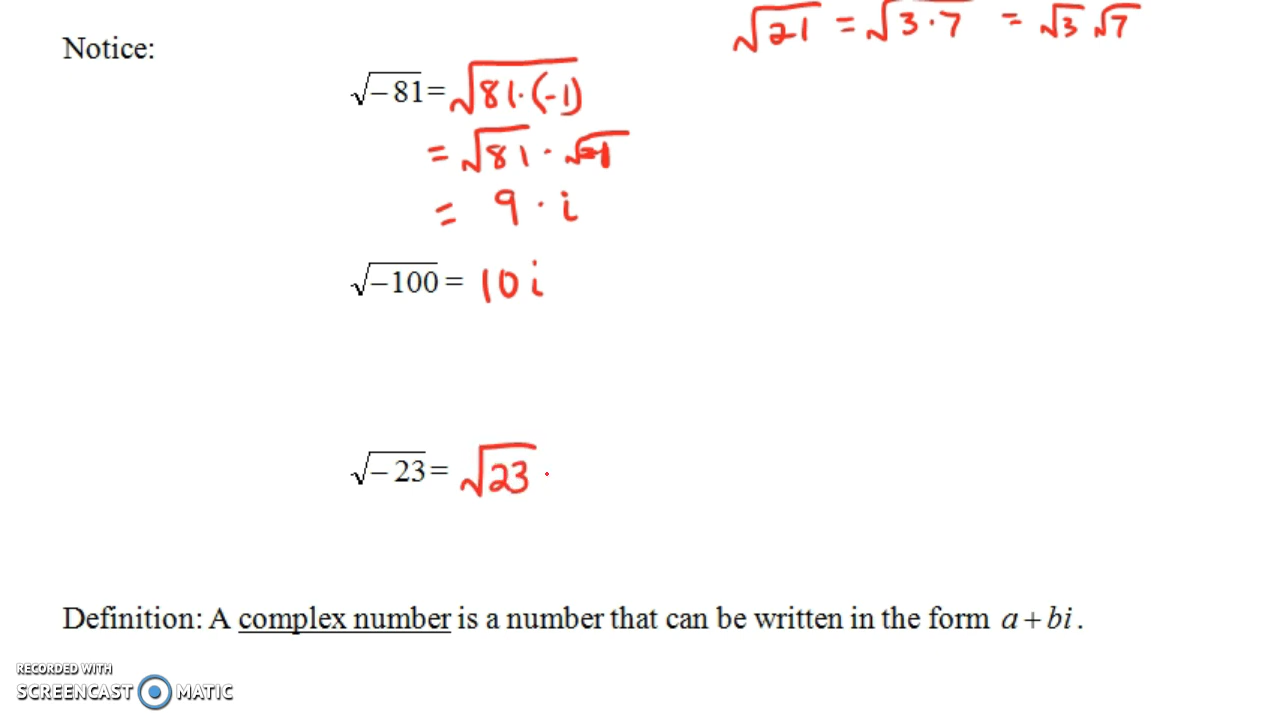 √21 = √3·7 = √3 √7
Notice:
√−81 = √81·(-1)
= √81 · √-1
= 9 · i
√−100 = 10i
√−23 = √23 ·
Definition: A complex number is a number that can be written in the form a + bi.
RECORDED WITH
SCREENCAST MATIC